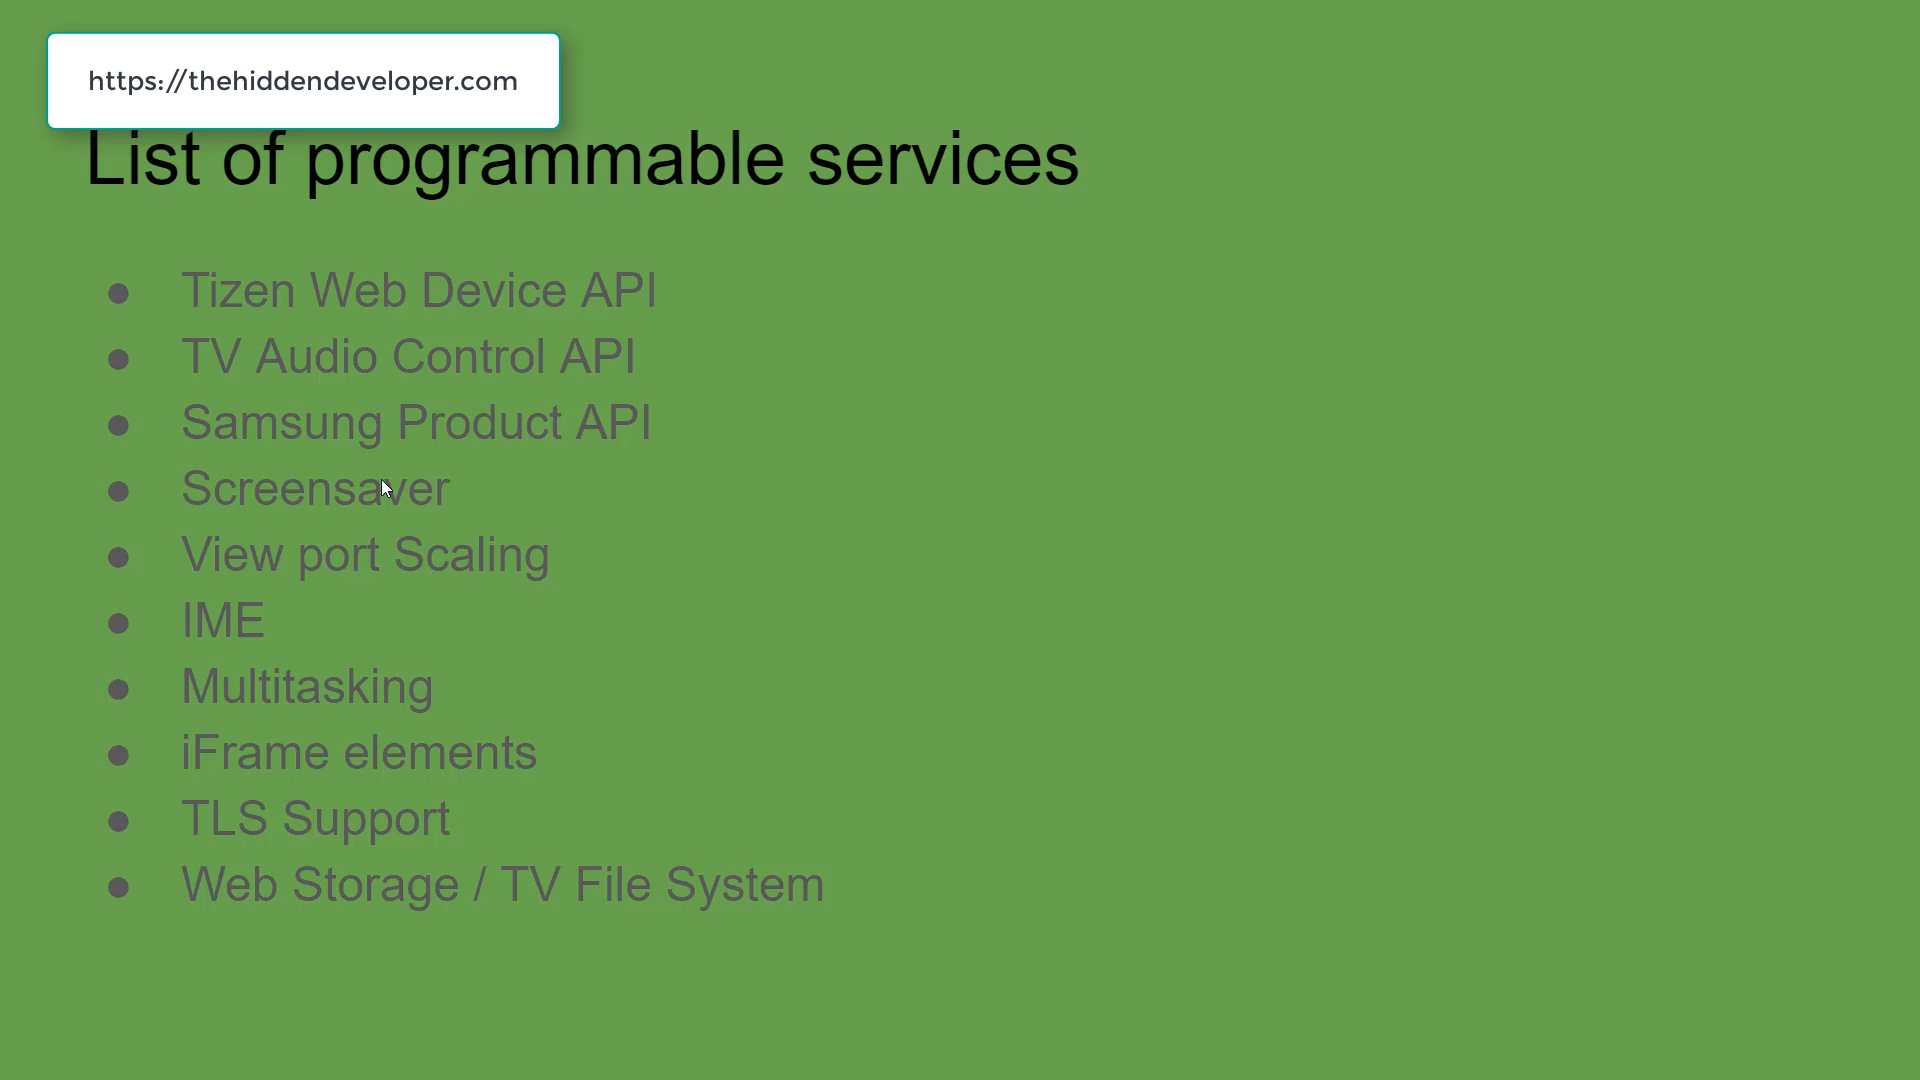 https://thehiddendeveloper.com
List of programmable services
● Tizen Web Device API
● TV Audio Control API
● Samsung Product API
● Screensaver
● View port Scaling
● IME
● Multitasking
● iFrame elements
● TLS Support
● Web Storage / TV File System